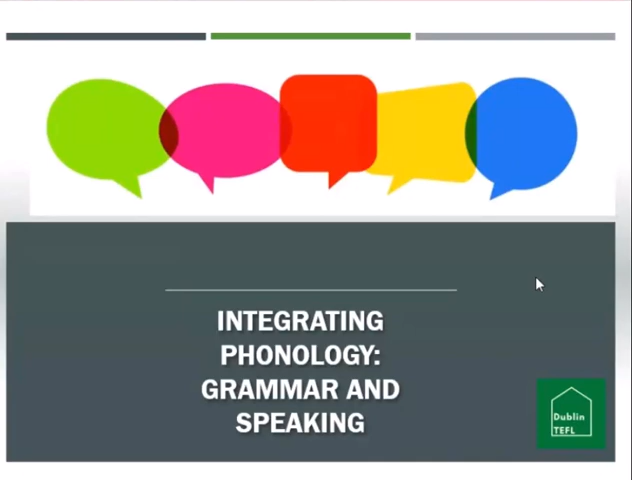 INTEGRATING
PHONOLOGY:
GRAMMAR AND
SPEAKING
Dublin
TEFL